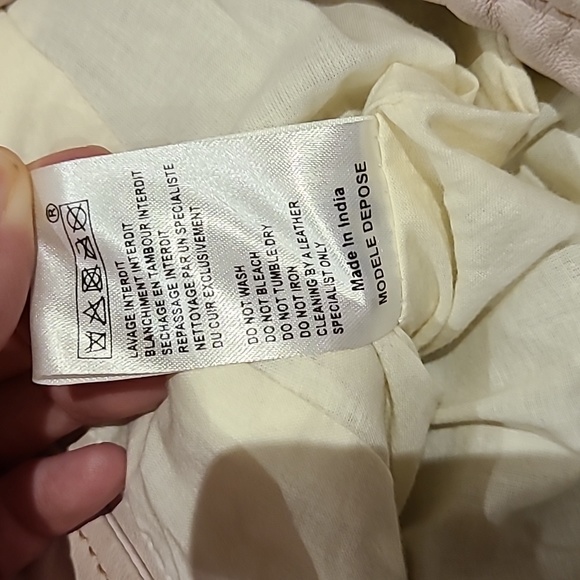 ®
LAVAGE INTERDIT
BLANCHIMENT INTERDIT
SECHAGE EN TAMBOUR INTERDIT
REPASSAGE INTERDIT
NETTOYAGE PAR UN SPECIALISTE
DU CUIR EXCLUSIVEMENT
DO NOT WASH
DO NOT BLEACH
DO NOT TUMBLE DRY
DO NOT IRON
CLEANING BY A LEATHER
SPECIALIST ONLY
Made In India
MODELE DEPOSE